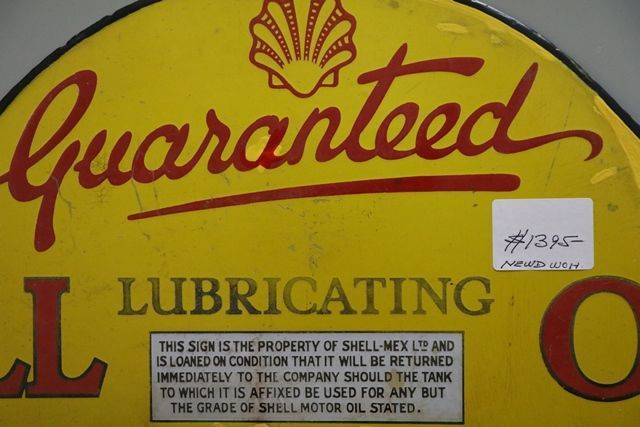 Guaranteed
#1395-
NEWD WOH.
LUBRICATING
LL O
THIS SIGN IS THE PROPERTY OF SHELL-MEX LTD AND
IS LOANED ON CONDITION THAT IT WILL BE RETURNED
IMMEDIATELY TO THE COMPANY SHOULD THE TANK
TO WHICH IT IS AFFIXED BE USED FOR ANY BUT
THE GRADE OF SHELL MOTOR OIL STATED.